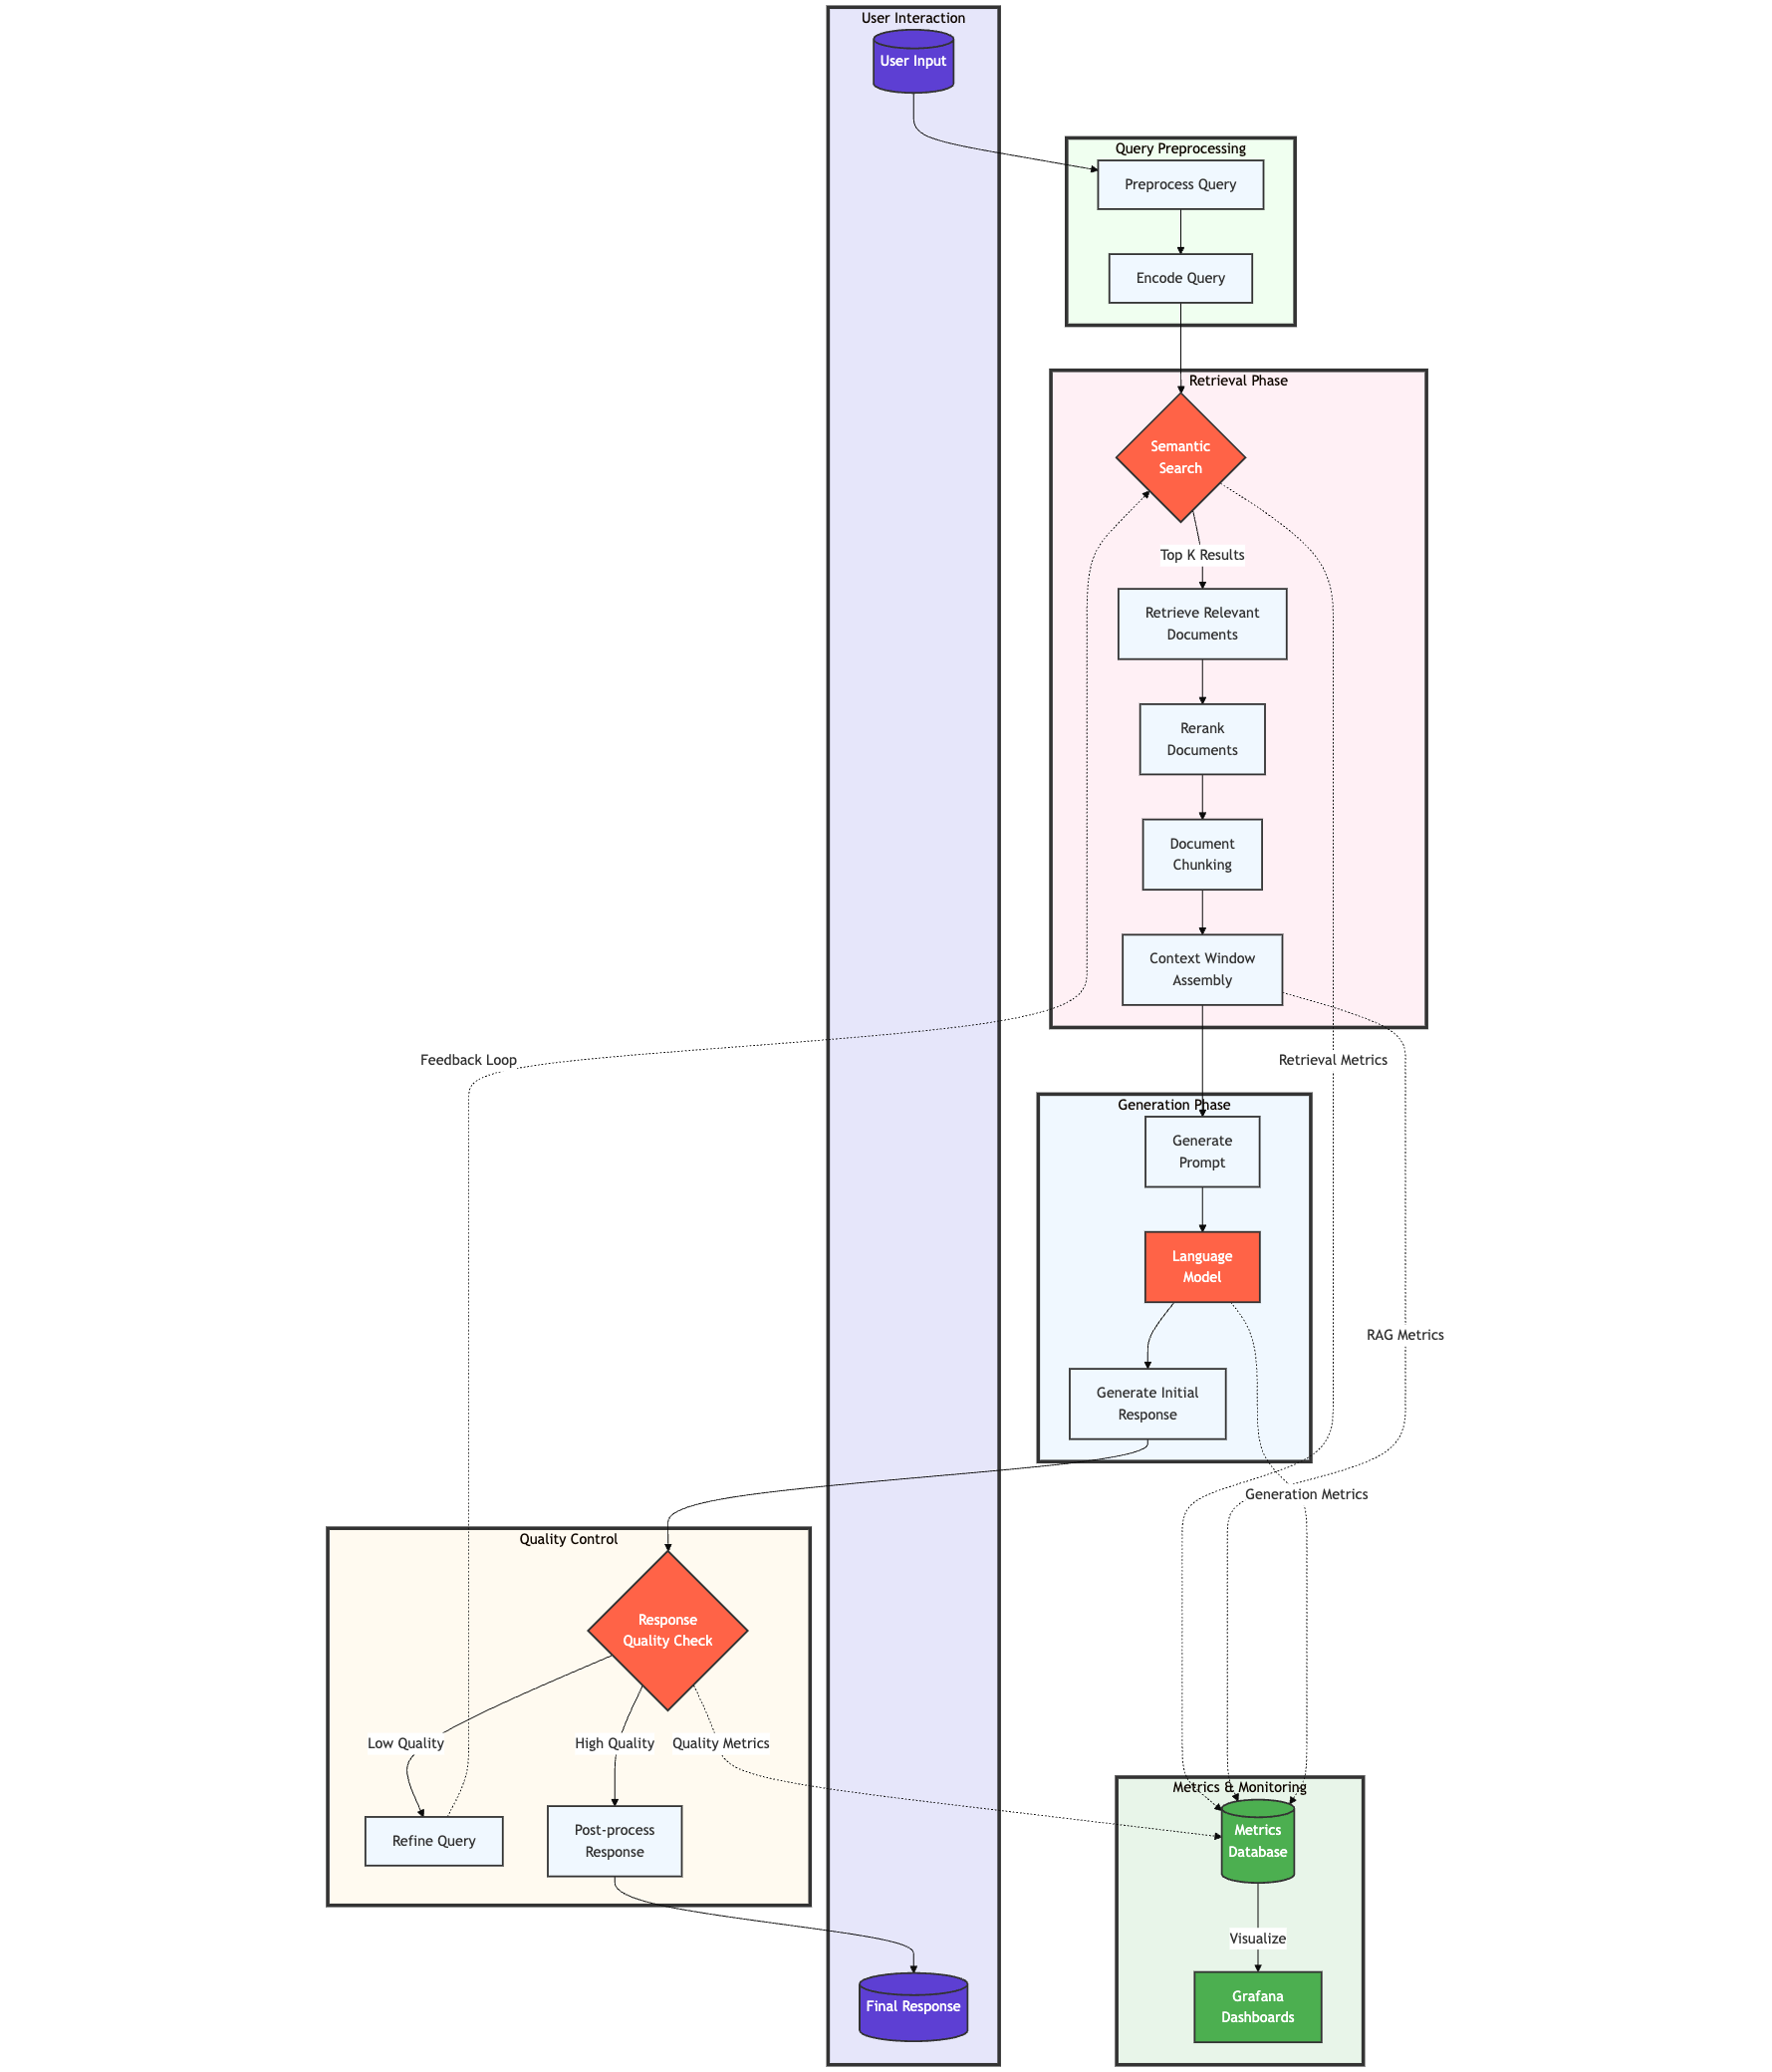 User Interaction
User Input
Query Preprocessing
Preprocess Query
Encode Query
Retrieval Phase
Semantic
Search
Top K Results
Retrieve Relevant
Documents
Rerank
Documents
Document
Chunking
Context Window
Assembly
Feedback Loop
Retrieval Metrics
Generation Phase
Generate
Prompt
Language
Model
RAG Metrics
Generate Initial
Response
Generation Metrics
Quality Control
Response
Quality Check
Low Quality
High Quality
Quality Metrics
Refine Query
Post-process
Response
Metrics & Monitoring
Metrics
Database
Visualize
Grafana
Dashboards
Final Response